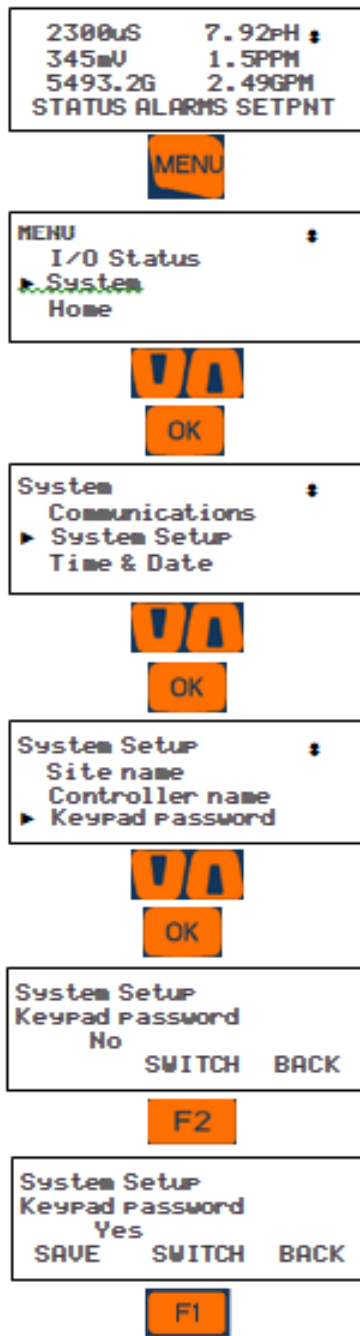 2300uS 7.92pH
345mV 1.5PPM
5493.2G 2.49GPM
STATUS ALARMS SETPNT
MENU
MENU
I/O Status
System
Home
OK
System
Communications
System Setup
Time & Date
OK
System Setup
Site name
Controller name
Keypad password
OK
System Setup
Keypad password
No
SWITCH BACK
F2
System Setup
Keypad password
Yes
SAVE SWITCH BACK
F1